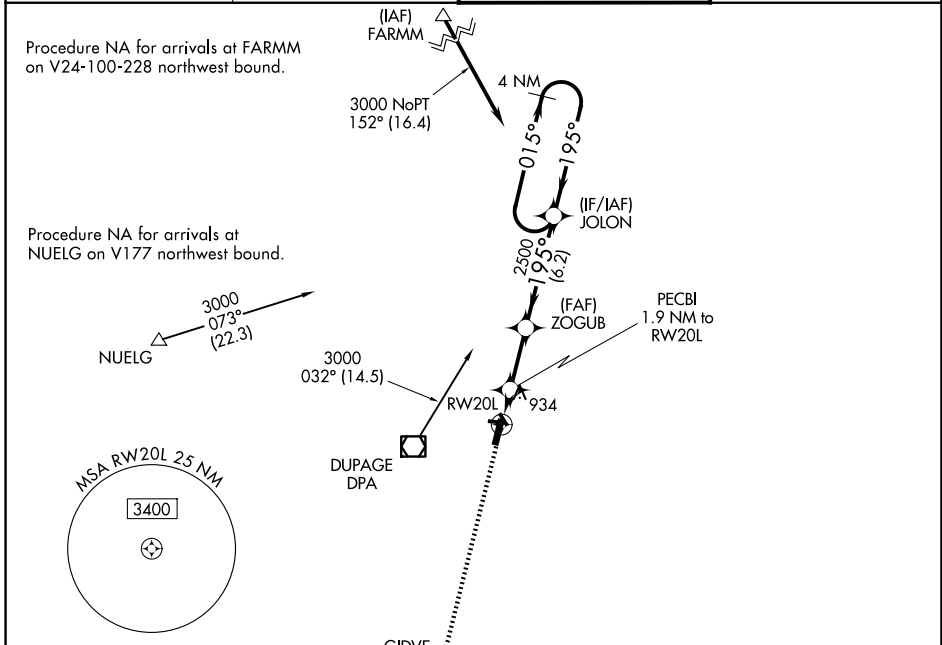 (IAF)
FARMM
Procedure NA for arrivals at FARMM
on V24-100-228 northwest bound.
3000 NoPT
152° (16.4)
4 NM
015°
195°
(IF/IAF)
JOLON
Procedure NA for arrivals at
NUELG on V177 northwest bound.
2500
195°
(6.2)
3000
073°
(22.3)
NUELG
(FAF)
ZOGUB
PECBI
1.9 NM to
RW20L
3000
032° (14.5)
RW20L
934
DUPAGE
DPA
MSA RW20L 25 NM
3400